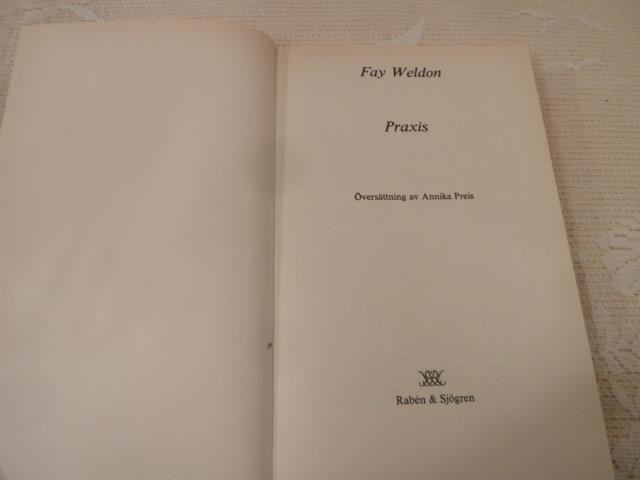 Fay Weldon
Praxis
Översättning av Annika Preis
Rabén & Sjögren